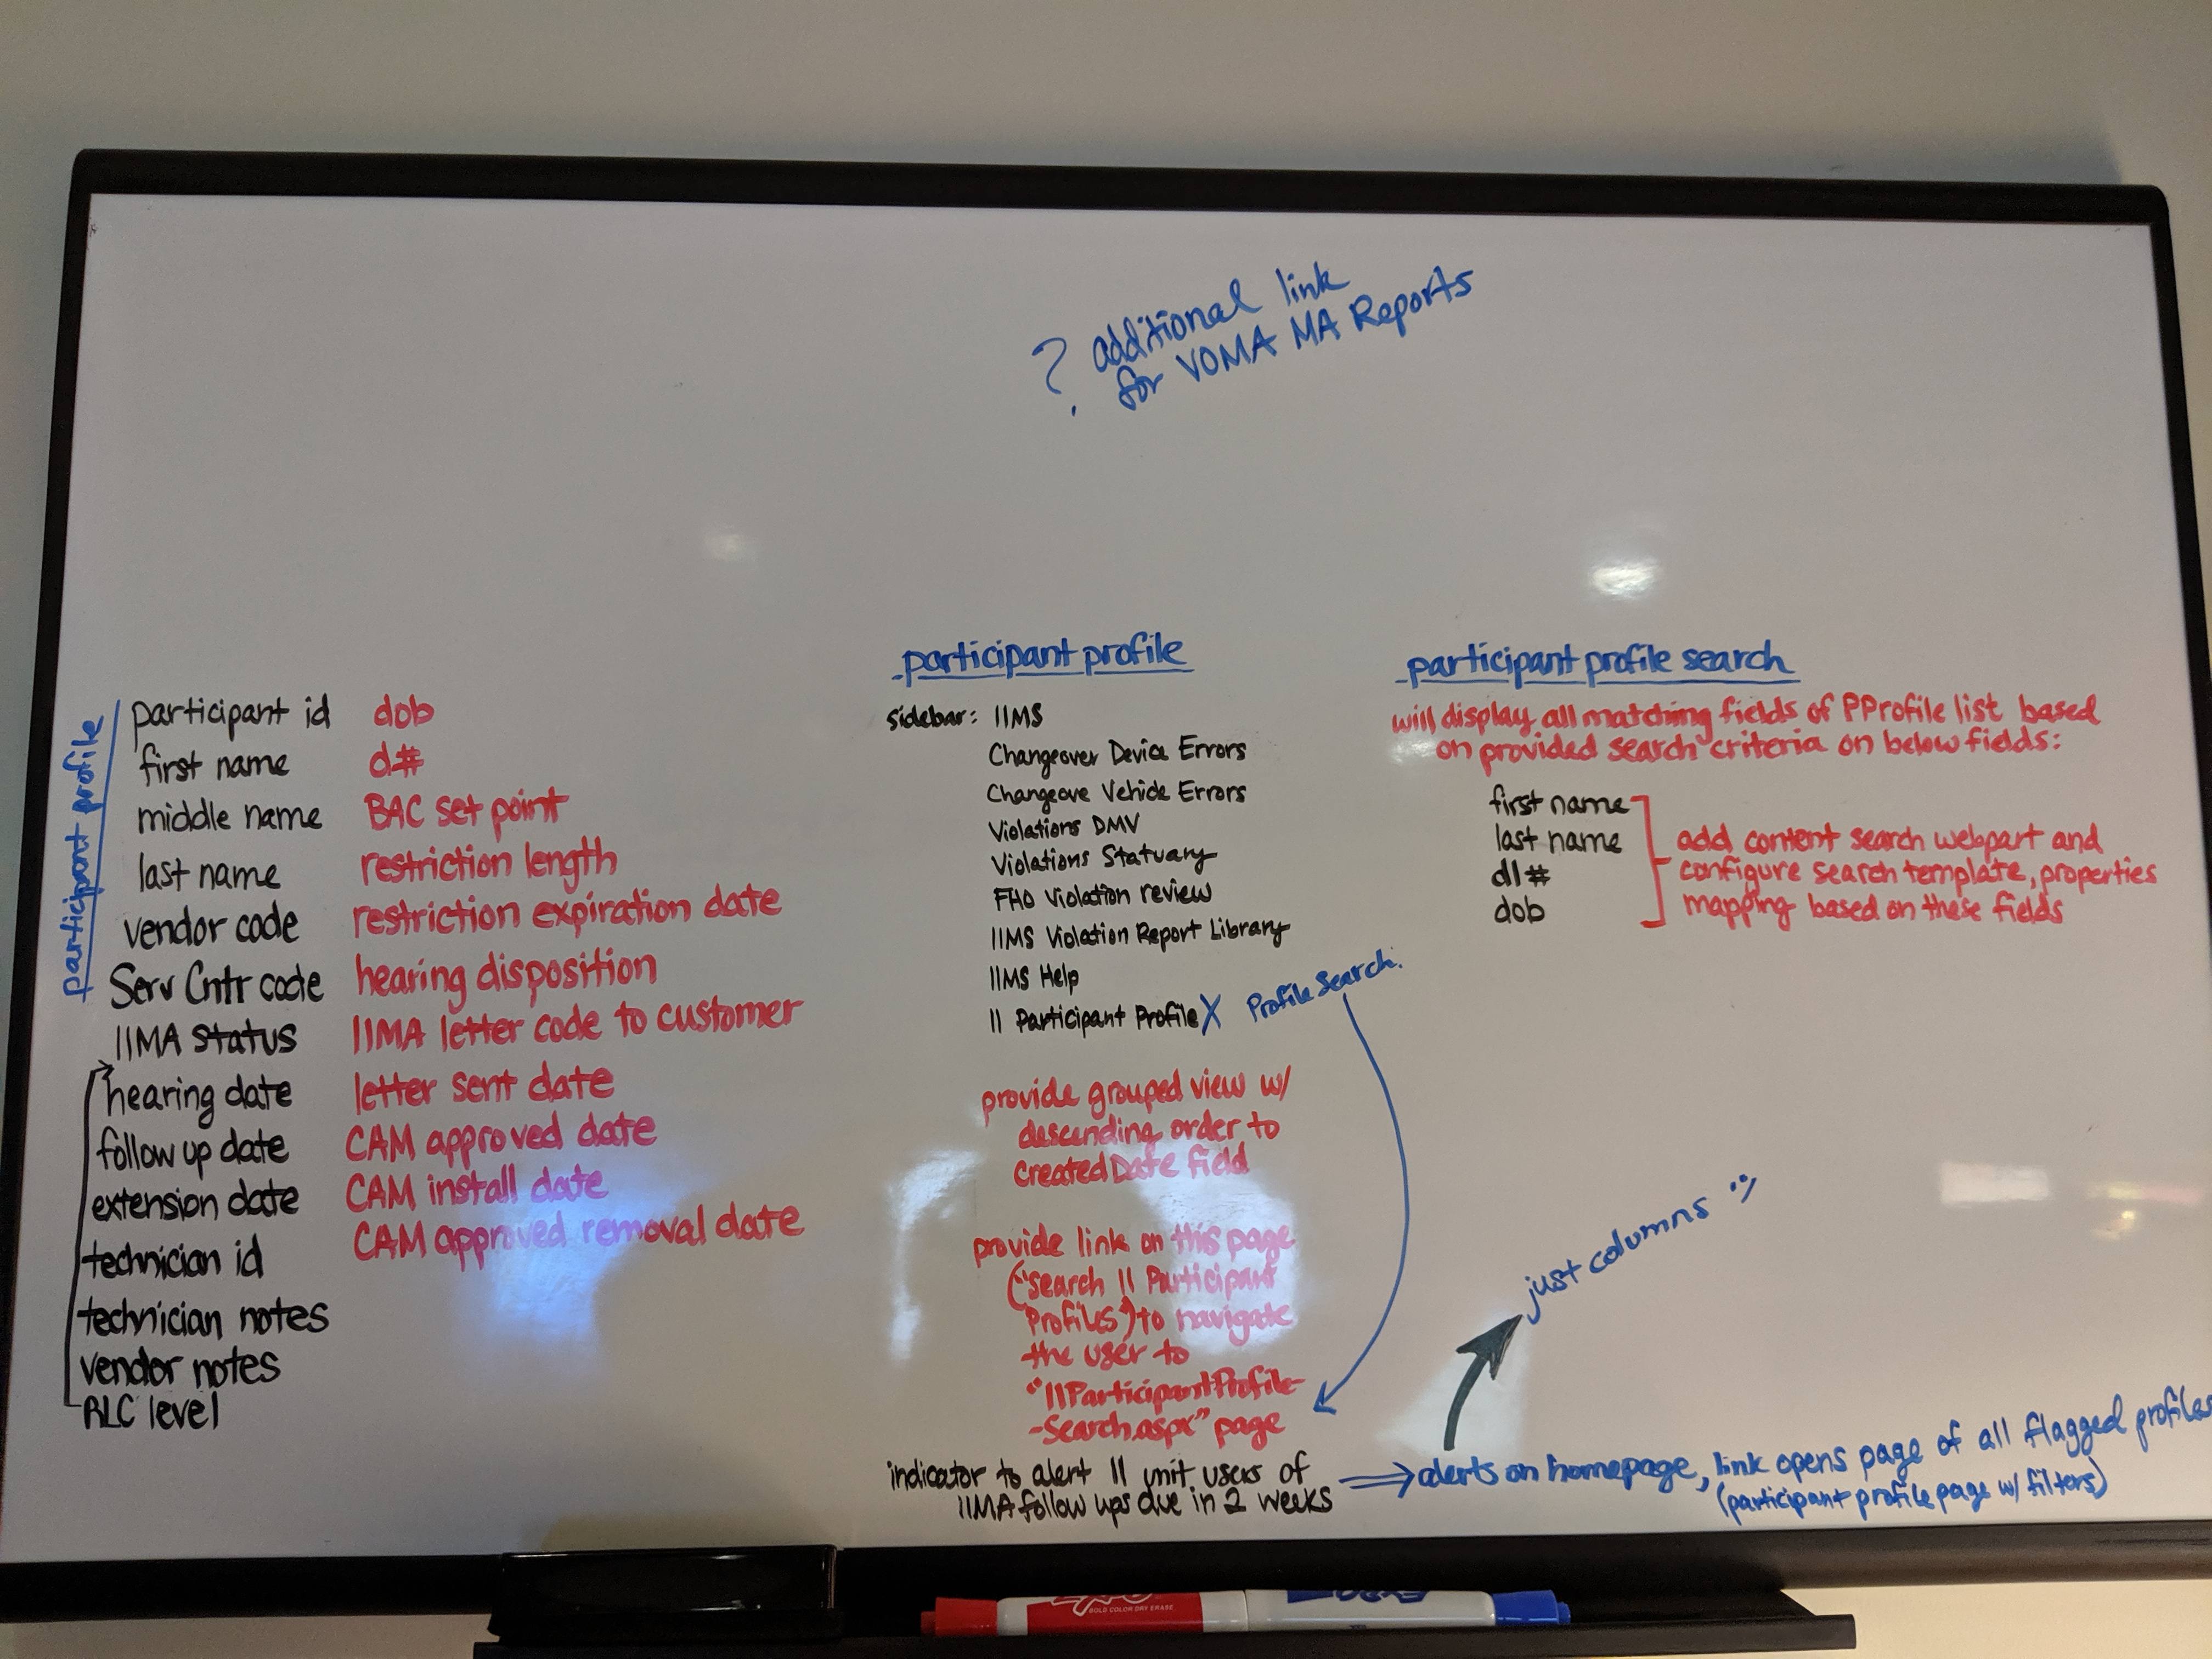 ? additional link
for VOMA MA Reports
participant profile
participant id
first name
middle name
last name
vendor code
Serv Cntr code
IIMA status
hearing date
follow up date
extension date
technician id
technician notes
vendor notes
RLC level
dob
d#
BAC set point
restriction length
restriction expiration date
hearing disposition
IIMA letter code to customer
letter sent date
CAM approved date
CAM install date
CAM approved removal date
participant profile
sidebar: IIMS
Changeover Device Errors
Changeove Vehicle Errors
Violations DMV
Violations Statuary
FHO Violation review
IIMS Violation Report Library
IIMS Help
II Participant Profile X Profile Search.
provide grouped view w/
descending order to
CreatedDate field
provide link on this page
("search II Participant
Profiles") to navigate
the user to
"IIParticipantProfile-
-Search.aspx" page
indicator to alert II unit users of
IIMA follow ups due in 2 weeks
participant profile search
will display all matching fields of PProfile list based
on provided search criteria on below fields:
first name
last name
dl#
dob
add content search webpart and
configure search template, properties
mapping based on these fields
just columns :)
alerts on homepage, link opens page of all flagged profiles
(participant profile page w/ filters)
BOLD COLOR DRY ERASE